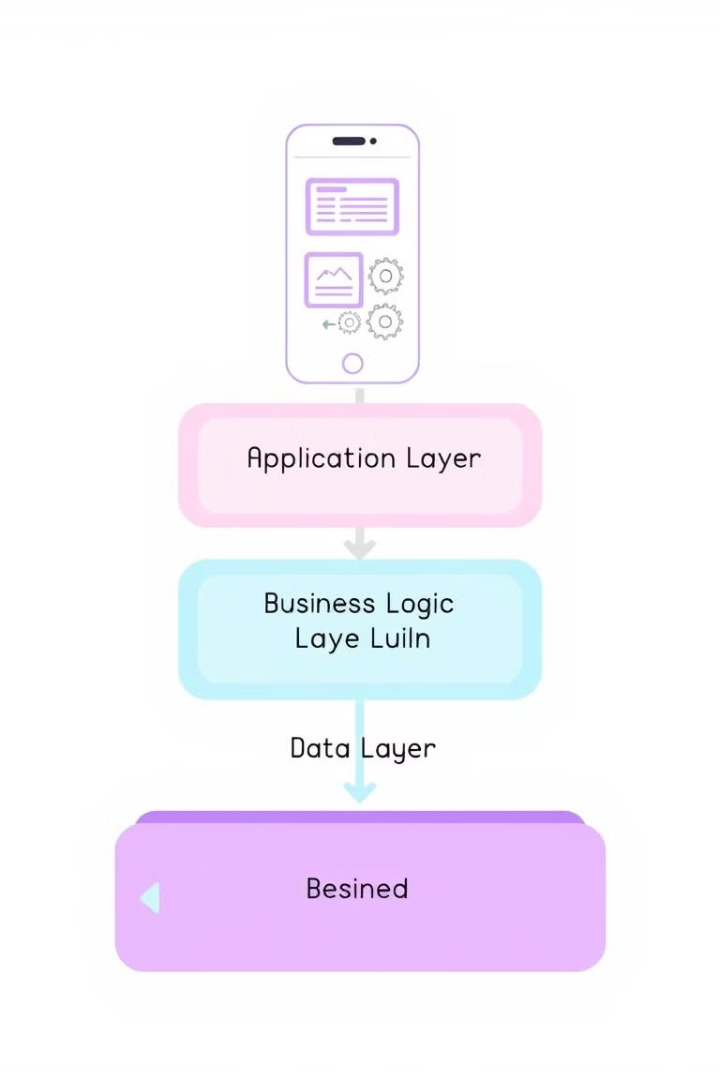 Application Layer
Business Logic
Laye Luiln
Data Layer
Besined